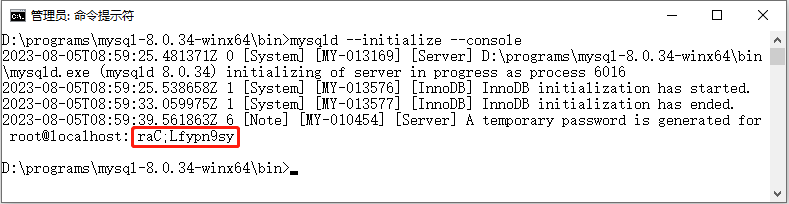 管理员: 命令提示符
D:\programs\mysql-8.0.34-winx64\bin>mysqld --initialize --console
2023-08-05T08:59:25.481371Z 0 [System] [MY-013169] [Server] D:\programs\mysql-8.0.34-winx64\bin
\mysqld.exe (mysqld 8.0.34) initializing of server in progress as process 6016
2023-08-05T08:59:25.538658Z 1 [System] [MY-013576] [InnoDB] InnoDB initialization has started.
2023-08-05T08:59:33.059975Z 1 [System] [MY-013577] [InnoDB] InnoDB initialization has ended.
2023-08-05T08:59:39.561863Z 6 [Note] [MY-010454] [Server] A temporary password is generated for
root@localhost: raC;Lfypn9sy
D:\programs\mysql-8.0.34-winx64\bin>